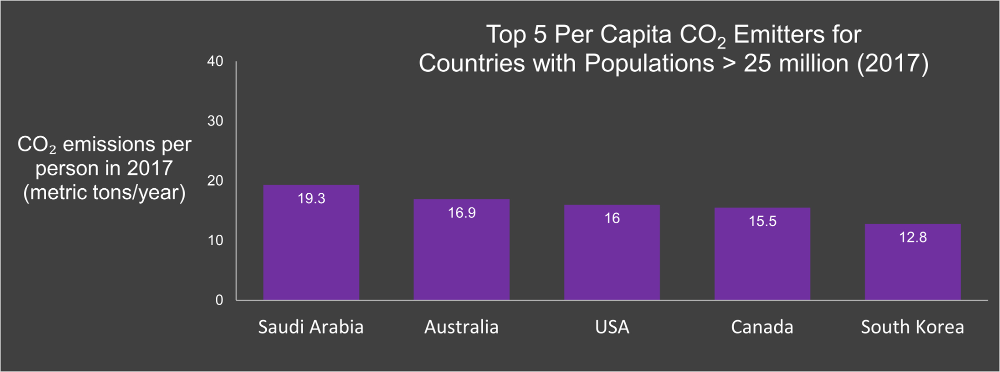 Top 5 Per Capita CO₂ Emitters for
Countries with Populations > 25 million (2017)
CO₂ emissions per
person in 2017
(metric tons/year)
40
30
20
10
0
19.3
16.9
16
15.5
12.8
Saudi Arabia
Australia
USA
Canada
South Korea